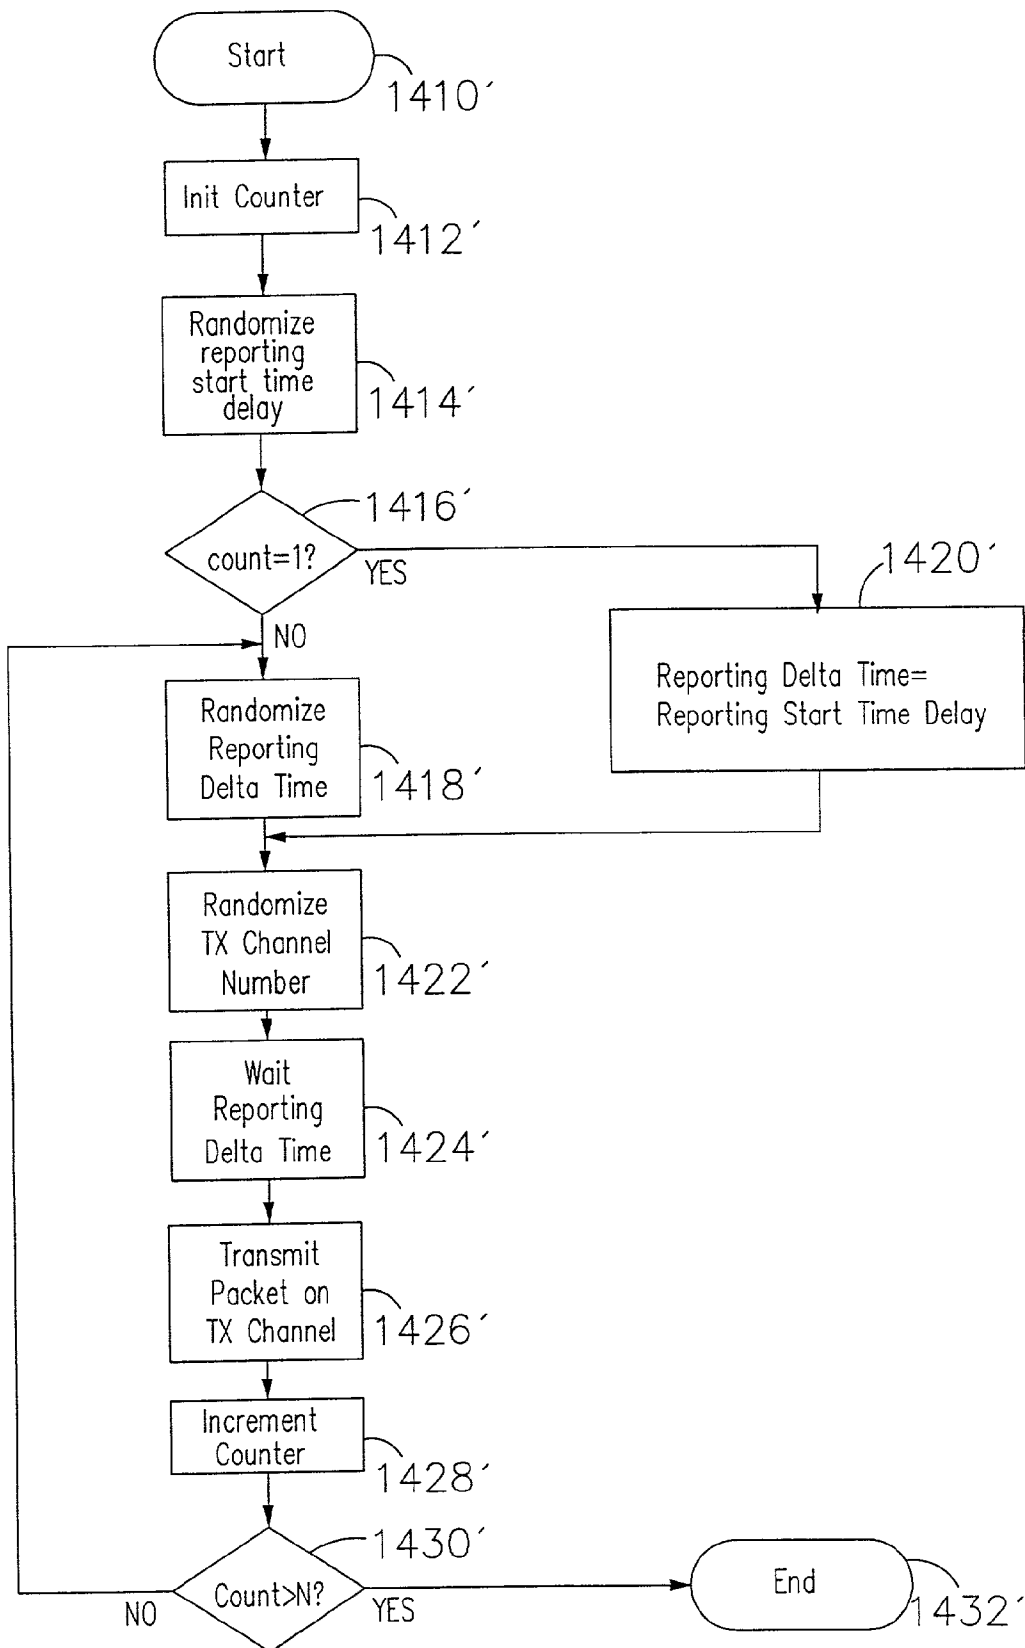 Start
1410´
Init Counter
1412´
Randomize
reporting
start time
delay
1414´
1416´
count=1?
YES
NO
1420´
Reporting Delta Time=
Reporting Start Time Delay
Randomize
Reporting
Delta Time
1418´
Randomize
TX Channel
Number
1422´
Wait
Reporting
Delta Time
1424´
Transmit
Packet on
TX Channel
1426´
Increment
Counter
1428´
1430´
Count>N?
NO
YES
End
1432´